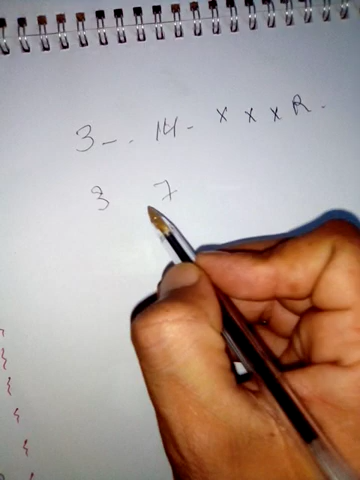 3 - . 14 - x x x R .
3 7